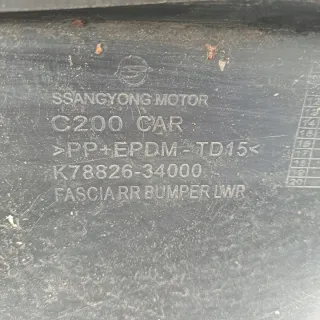 SSANGYONG MOTOR
C200 CAR
>PP+EPDM-TD15<
K78826-34000
FASCIA RR BUMPER LWR